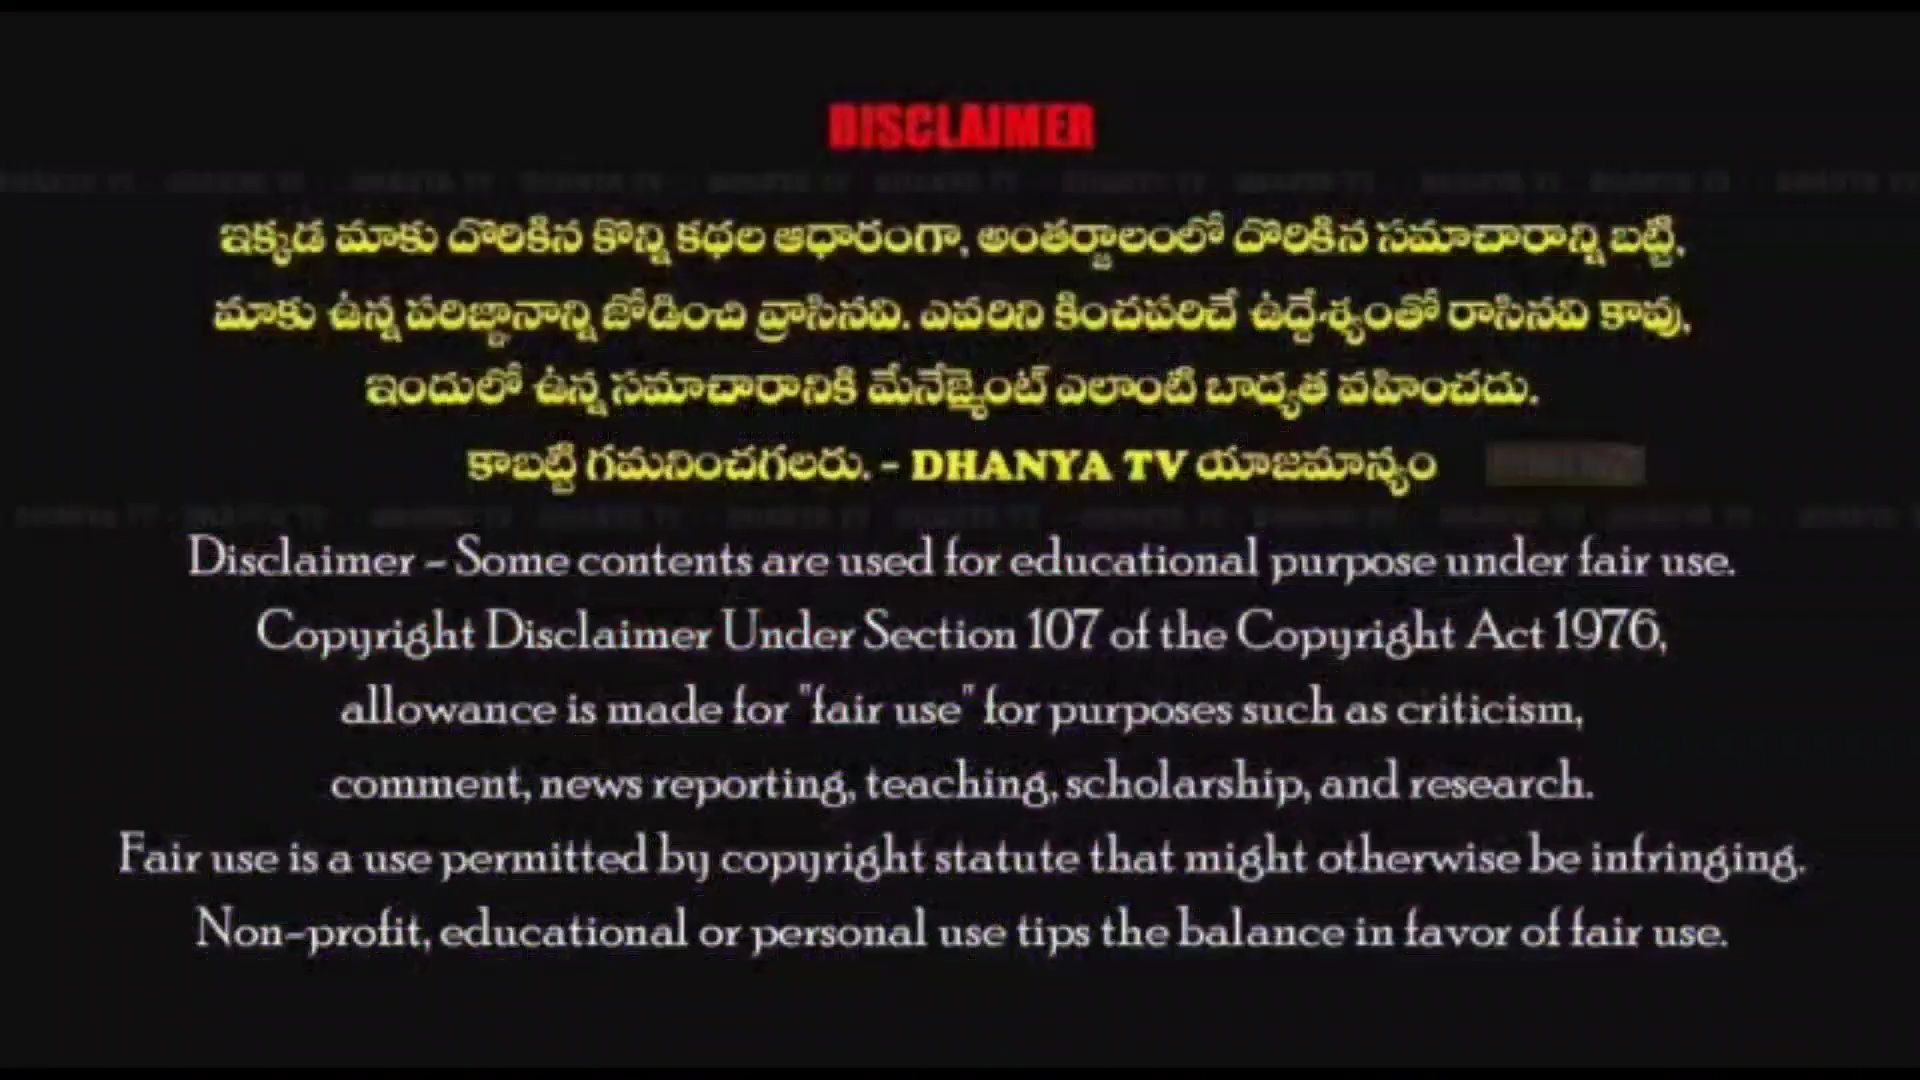 DISCLAIMER
ఇక్కడ మాకు దొరికిన కొన్ని కథల ఆధారంగా, అంతర్జాలంలో దొరికిన సమాచారాన్ని బట్టి,
మాకు ఉన్న పరిజ్ఞానాన్ని జోడించి వ్రాసినవి. ఎవరిని కించపరిచే ఉద్దేశ్యంతో రాసినవి కావు,
ఇందులో ఉన్న సమాచారానికి మేనేజ్మెంట్ ఎలాంటి బాద్యత వహించదు.
కాబట్టి గమనించగలరు. - DHANYA TV యాజమాన్యం
Disclaimer - Some contents are used for educational purpose under fair use.
Copyright Disclaimer Under Section 107 of the Copyright Act 1976,
allowance is made for "fair use" for purposes such as criticism,
comment, news reporting, teaching, scholarship, and research.
Fair use is a use permitted by copyright statute that might otherwise be infringing.
Non-profit, educational or personal use tips the balance in favor of fair use.